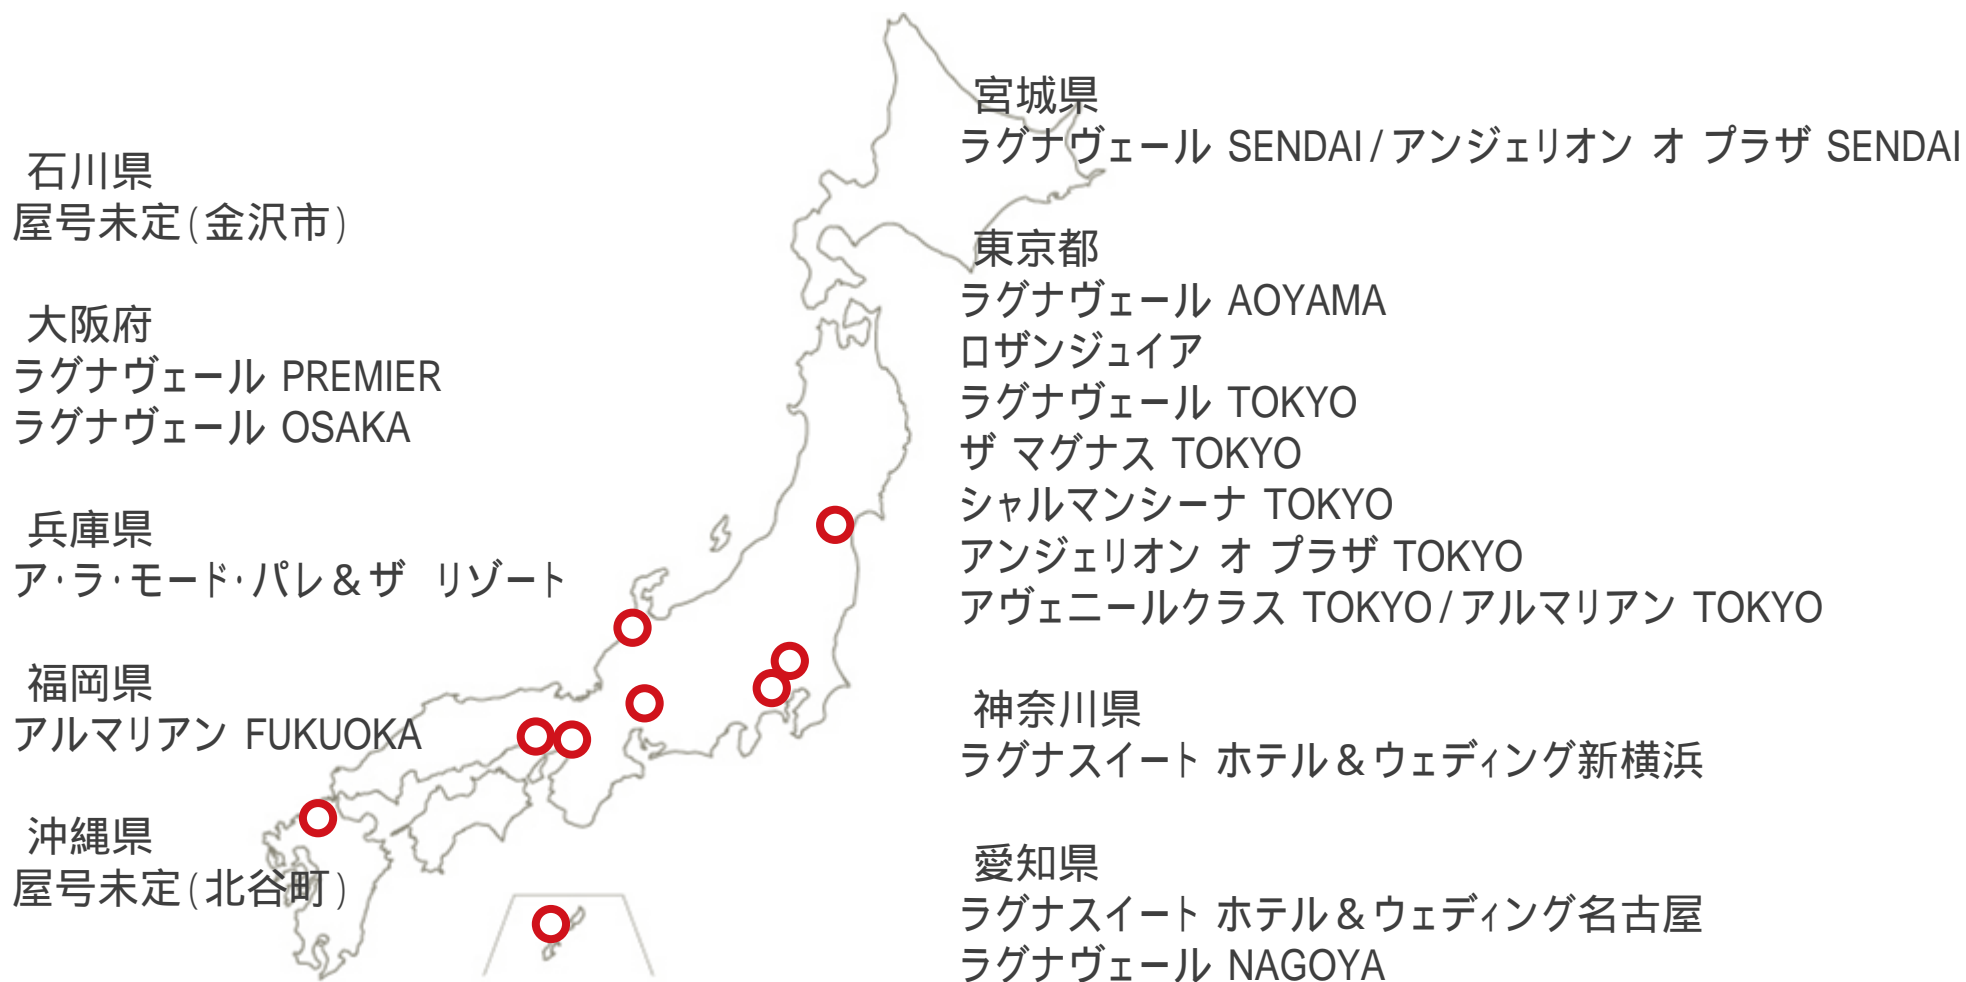 石川県
屋号未定(金沢市)
大阪府
ラグナヴェール PREMIER
ラグナヴェール OSAKA
兵庫県
ア・ラ・モード・パレ&ザ リゾート
福岡県
アルマリアン FUKUOKA
沖縄県
屋号未定(北谷町)
宮城県
ラグナヴェール SENDAI/アンジェリオン オ プラザ SENDAI
東京都
ラグナヴェール AOYAMA
ロザンジュイア
ラグナヴェール TOKYO
ザ マグナス TOKYO
シャルマンシーナ TOKYO
アンジェリオン オ プラザ TOKYO
アヴェニールクラス TOKYO/アルマリアン TOKYO
神奈川県
ラグナスイート ホテル&ウェディング新横浜
愛知県
ラグナスイート ホテル&ウェディング名古屋
ラグナヴェール NAGOYA